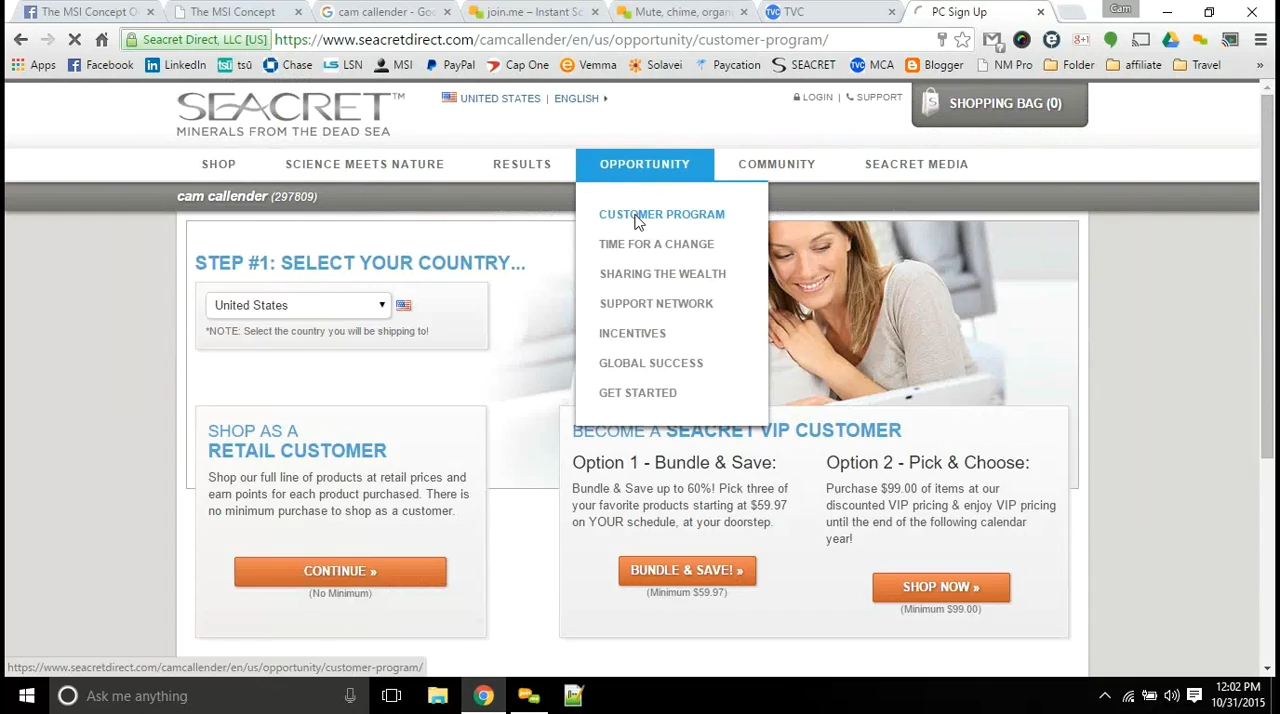 The MSI Concept O
The MSI Concept
cam callender - Goo
join.me – Instant Sc
Mute, chime, organi
TVC
PC Sign Up
Cam
Seacret Direct, LLC [US]
https://www.seacretdirect.com/camcallender/en/us/opportunity/customer-program/
Apps
Facebook
LinkedIn
tsū
Chase
LSN
MSI
PayPal
Cap One
Vemma
Solavei
Paycation
SEACRET
MCA
Blogger
NM Pro
Folder
affiliate
Travel
»
SEACRET™
MINERALS FROM THE DEAD SEA
UNITED STATES | ENGLISH
LOGIN | SUPPORT
SHOPPING BAG (0)
SHOP
SCIENCE MEETS NATURE
RESULTS
OPPORTUNITY
COMMUNITY
SEACRET MEDIA
cam callender (297809)
CUSTOMER PROGRAM
TIME FOR A CHANGE
SHARING THE WEALTH
SUPPORT NETWORK
INCENTIVES
GLOBAL SUCCESS
GET STARTED
STEP #1: SELECT YOUR COUNTRY...
United States
*NOTE: Select the country you will be shipping to!
SHOP AS A
RETAIL CUSTOMER
Shop our full line of products at retail prices and
earn points for each product purchased. There is
no minimum purchase to shop as a customer.
CONTINUE »
(No Minimum)
BECOME A SEACRET VIP CUSTOMER
Option 1 - Bundle & Save:
Bundle & Save up to 60%! Pick three of
your favorite products starting at $59.97
on YOUR schedule, at your doorstep.
BUNDLE & SAVE! »
(Minimum $59.97)
Option 2 - Pick & Choose:
Purchase $99.00 of items at our
discounted VIP pricing & enjoy VIP pricing
until the end of the following calendar
year!
SHOP NOW »
(Minimum $99.00)
https://www.seacretdirect.com/camcallender/en/us/opportunity/customer-program/
Ask me anything
12:02 PM
10/31/2015